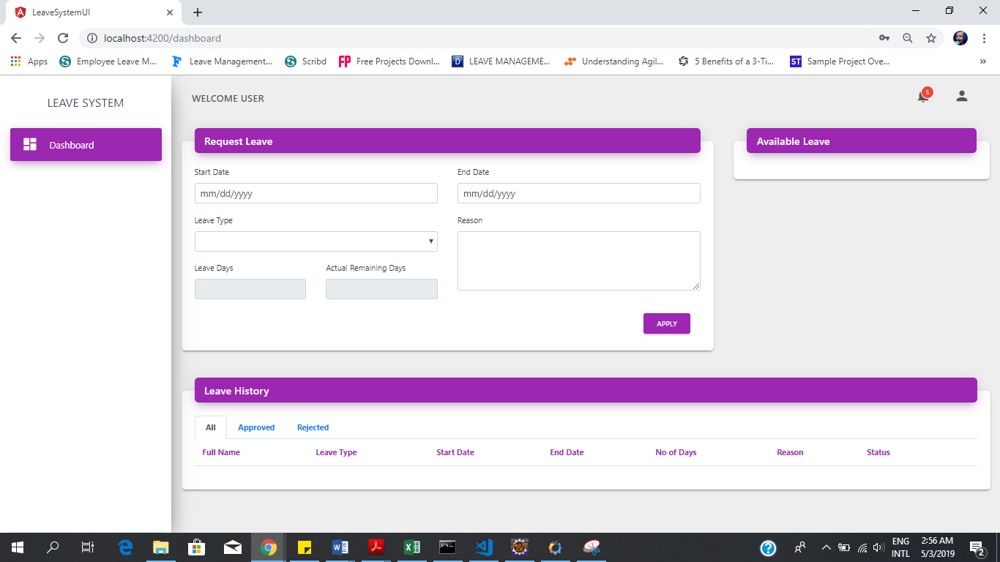 LeaveSystemUI
localhost:4200/dashboard
Apps Employee Leave M... Leave Management... Scribd Free Projects Downl... LEAVE MANAGEME... Understanding Agil... 5 Benefits of a 3-Ti... ST Sample Project Ove... »
LEAVE SYSTEM
Dashboard
WELCOME USER
5
Request Leave
Start Date
End Date
mm/dd/yyyy
mm/dd/yyyy
Leave Type
Reason
Leave Days
Actual Remaining Days
APPLY
Available Leave
Leave History
All Approved Rejected
Full Name Leave Type Start Date End Date No of Days Reason Status
ENG
INTL
2:56 AM
5/3/2019
2